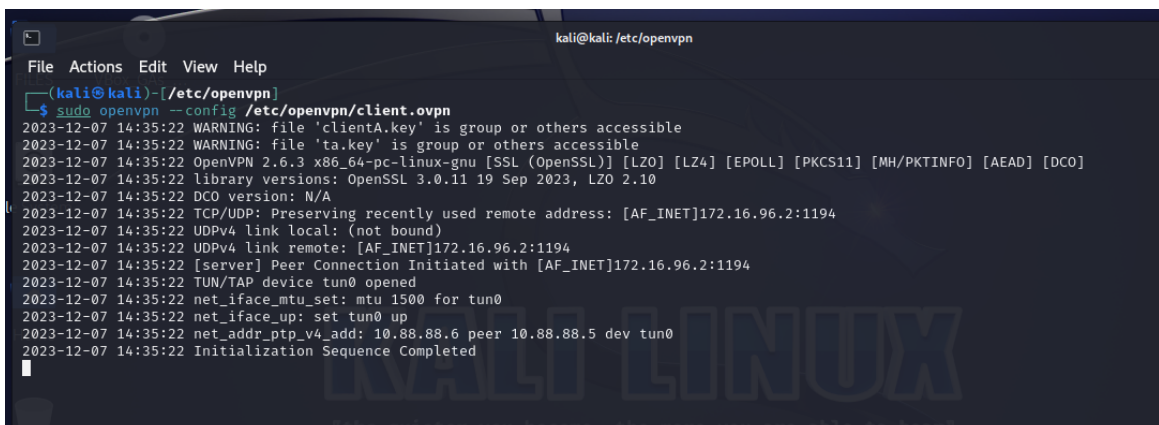 kali@kali: /etc/openvpn
File Actions Edit View Help
┌──(kali㉿kali)-[/etc/openvpn]
└─$ sudo openvpn --config /etc/openvpn/client.ovpn
2023-12-07 14:35:22 WARNING: file 'clientA.key' is group or others accessible
2023-12-07 14:35:22 WARNING: file 'ta.key' is group or others accessible
2023-12-07 14:35:22 OpenVPN 2.6.3 x86_64-pc-linux-gnu [SSL (OpenSSL)] [LZO] [LZ4] [EPOLL] [PKCS11] [MH/PKTINFO] [AEAD] [DCO]
2023-12-07 14:35:22 library versions: OpenSSL 3.0.11 19 Sep 2023, LZO 2.10
2023-12-07 14:35:22 DCO version: N/A
2023-12-07 14:35:22 TCP/UDP: Preserving recently used remote address: [AF_INET]172.16.96.2:1194
2023-12-07 14:35:22 UDPv4 link local: (not bound)
2023-12-07 14:35:22 UDPv4 link remote: [AF_INET]172.16.96.2:1194
2023-12-07 14:35:22 [server] Peer Connection Initiated with [AF_INET]172.16.96.2:1194
2023-12-07 14:35:22 TUN/TAP device tun0 opened
2023-12-07 14:35:22 net_iface_mtu_set: mtu 1500 for tun0
2023-12-07 14:35:22 net_iface_up: set tun0 up
2023-12-07 14:35:22 net_addr_ptp_v4_add: 10.88.88.6 peer 10.88.88.5 dev tun0
2023-12-07 14:35:22 Initialization Sequence Completed
KALI LINUX